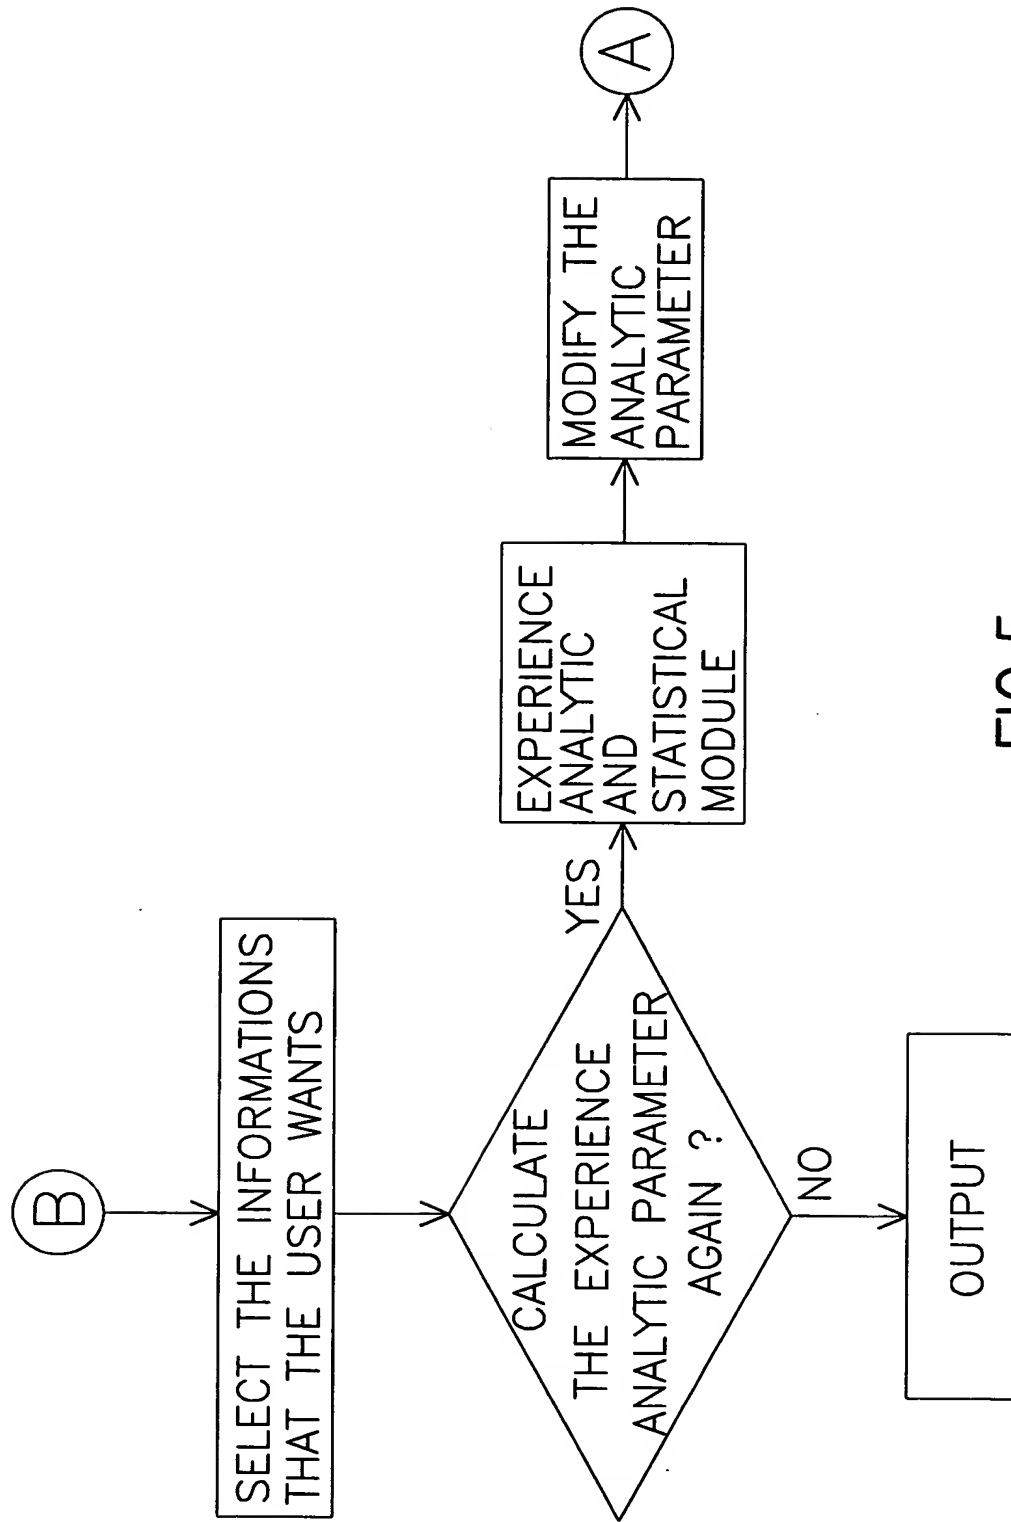 B
SELECT THE INFORMATIONS
THAT THE USER WANTS
CALCULATE
THE EXPERIENCE
ANALYTIC PARAMETER
AGAIN ?
YES
EXPERIENCE
ANALYTIC
AND
STATISTICAL
MODULE
MODIFY THE
ANALYTIC
PARAMETER
A
NO
OUTPUT